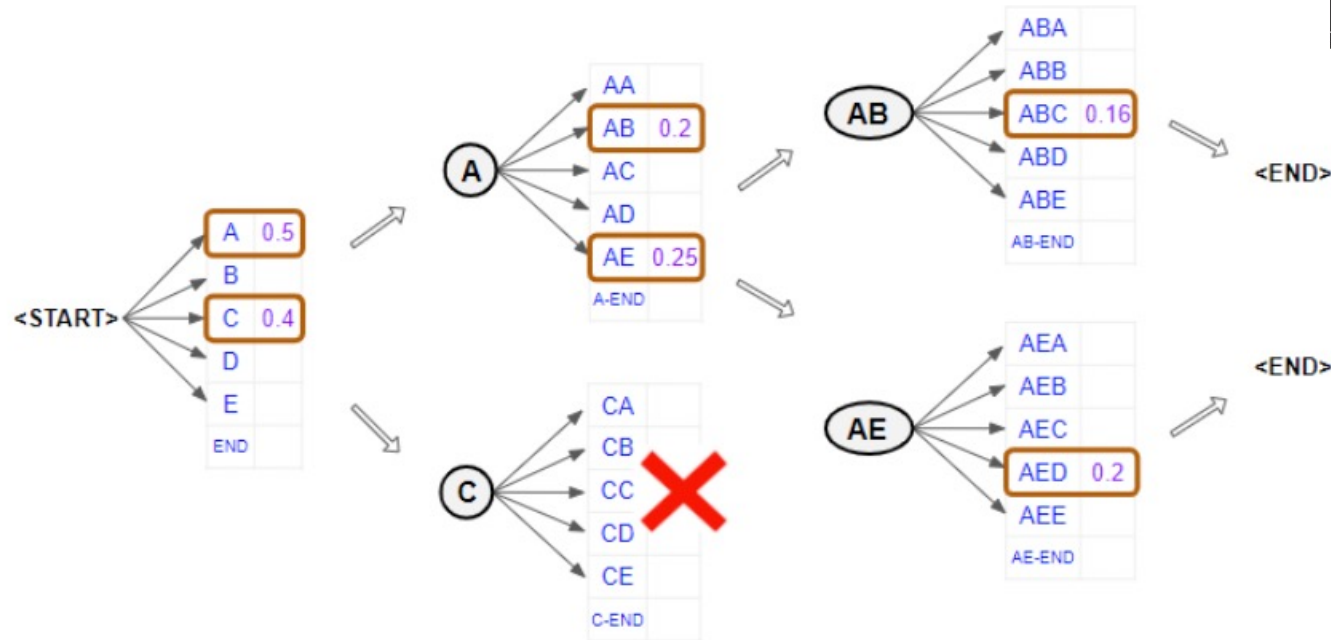 <START>
A 0.5
B
C 0.4
D
E
END
A
AA
AB 0.2
AC
AD
AE 0.25
A-END
C
CA
CB
CC
CD
CE
C-END
AB
ABA
ABB
ABC 0.16
ABD
ABE
AB-END
<END>
AE
AEA
AEB
AEC
AED 0.2
AEE
AE-END
<END>